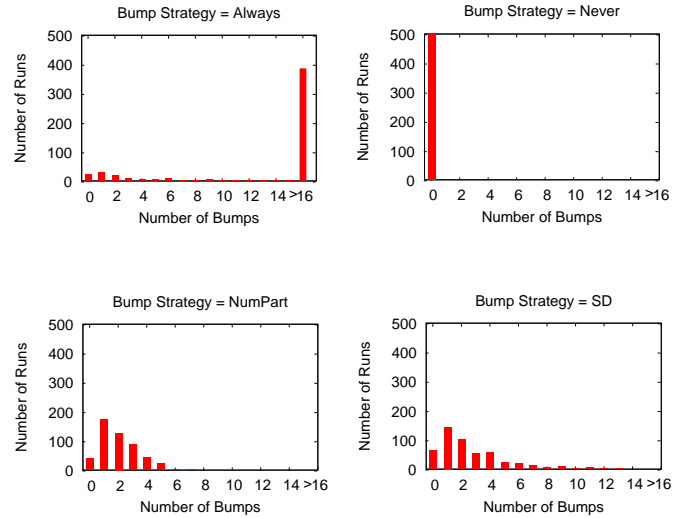 Bump Strategy = Always
500
400
300
200
100
0
Number of Runs
0 2 4 6 8 10 12 14 >16
Number of Bumps
Bump Strategy = Never
500
400
300
200
100
0
Number of Runs
0 2 4 6 8 10 12 14 >16
Number of Bumps
Bump Strategy = NumPart
500
400
300
200
100
0
Number of Runs
0 2 4 6 8 10 12 14 >16
Number of Bumps
Bump Strategy = SD
500
400
300
200
100
0
Number of Runs
0 2 4 6 8 10 12 14 >16
Number of Bumps